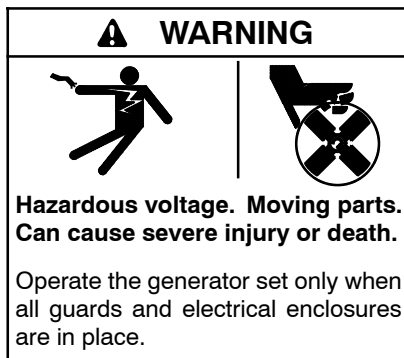 WARNING
Hazardous voltage. Moving parts.
Can cause severe injury or death.
Operate the generator set only when
all guards and electrical enclosures
are in place.